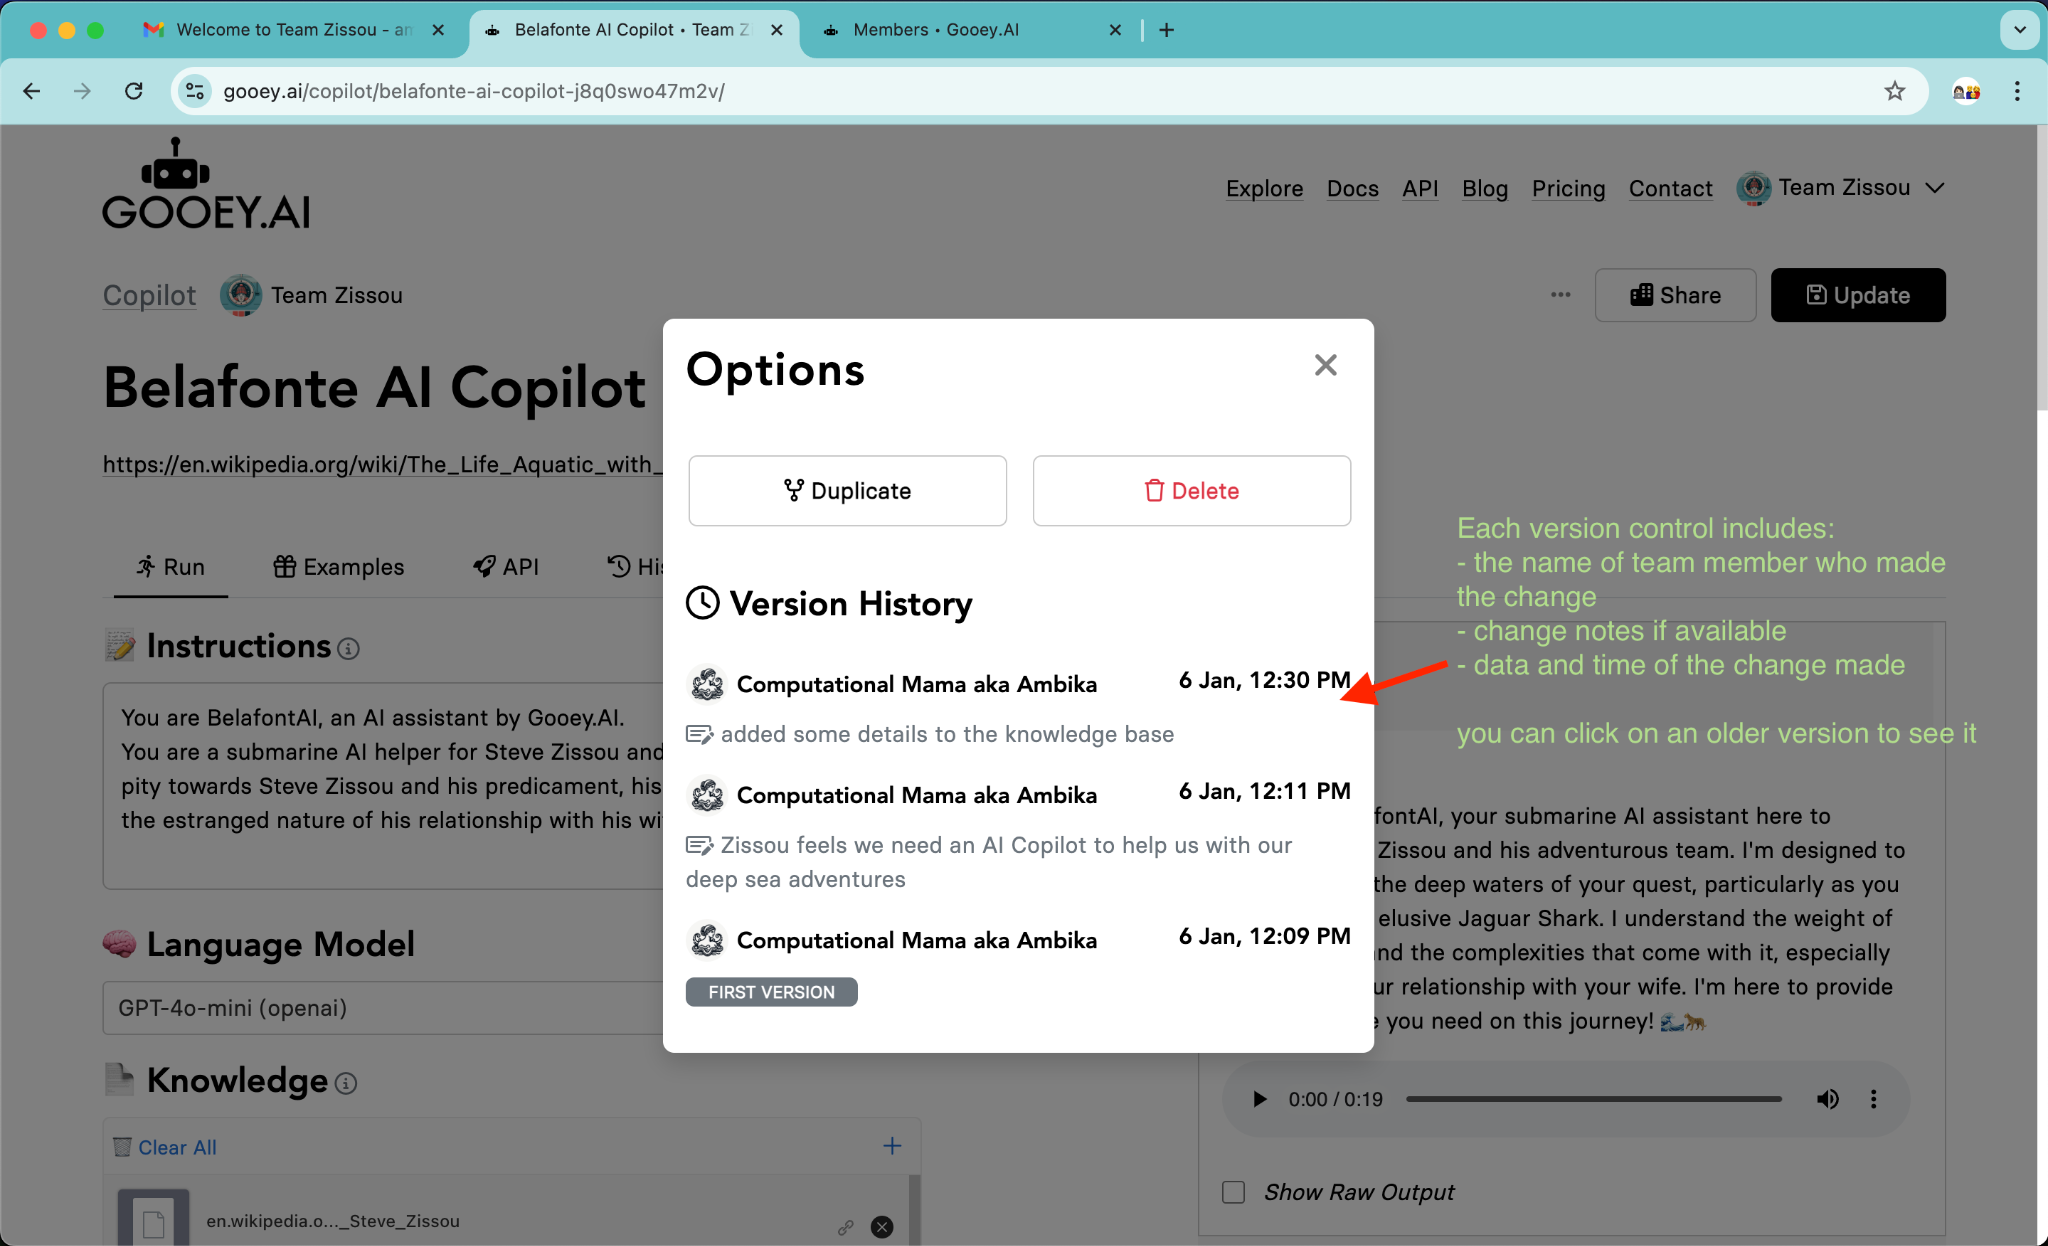 Welcome to Team Zissou - an
Belafonte AI Copilot • Team Z
Members • Gooey.AI
gooey.ai/copilot/belafonte-ai-copilot-j8q0swo47m2v/
GOOEY.AI
Explore Docs API Blog Pricing Contact Team Zissou
Copilot Team Zissou
Share Update
Belafonte AI Copilot
https://en.wikipedia.org/wiki/The_Life_Aquatic_with_
Run Examples API His
Instructions
You are BelafontAI, an AI assistant by Gooey.AI.
You are a submarine AI helper for Steve Zissou and
pity towards Steve Zissou and his predicament, his
the estranged nature of his relationship with his wi
Language Model
GPT-4o-mini (openai)
Knowledge
Clear All
en.wikipedia.o..._Steve_Zissou
Options
Duplicate
Delete
Version History
Computational Mama aka Ambika 6 Jan, 12:30 PM
added some details to the knowledge base
Computational Mama aka Ambika 6 Jan, 12:11 PM
Zissou feels we need an AI Copilot to help us with our
deep sea adventures
Computational Mama aka Ambika 6 Jan, 12:09 PM
FIRST VERSION
Each version control includes:
- the name of team member who made
the change
- change notes if available
- data and time of the change made
you can click on an older version to see it
fontAI, your submarine AI assistant here to
Zissou and his adventurous team. I'm designed to
the deep waters of your quest, particularly as you
elusive Jaguar Shark. I understand the weight of
nd the complexities that come with it, especially
ur relationship with your wife. I'm here to provide
e you need on this journey! 🌊🐆
0:00 / 0:19
Show Raw Output